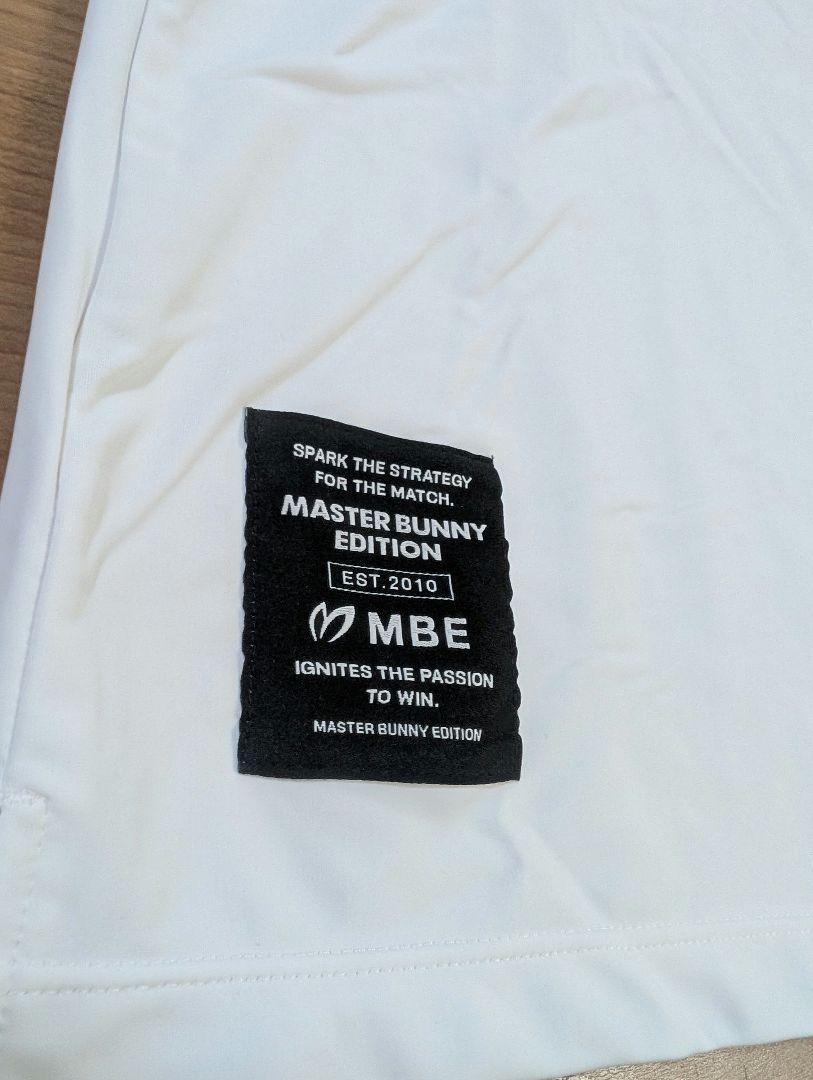 SPARK THE STRATEGY
FOR THE MATCH.
MASTER BUNNY
EDITION
EST.2010
MBE
IGNITES THE PASSION
TO WIN.
MASTER BUNNY EDITION